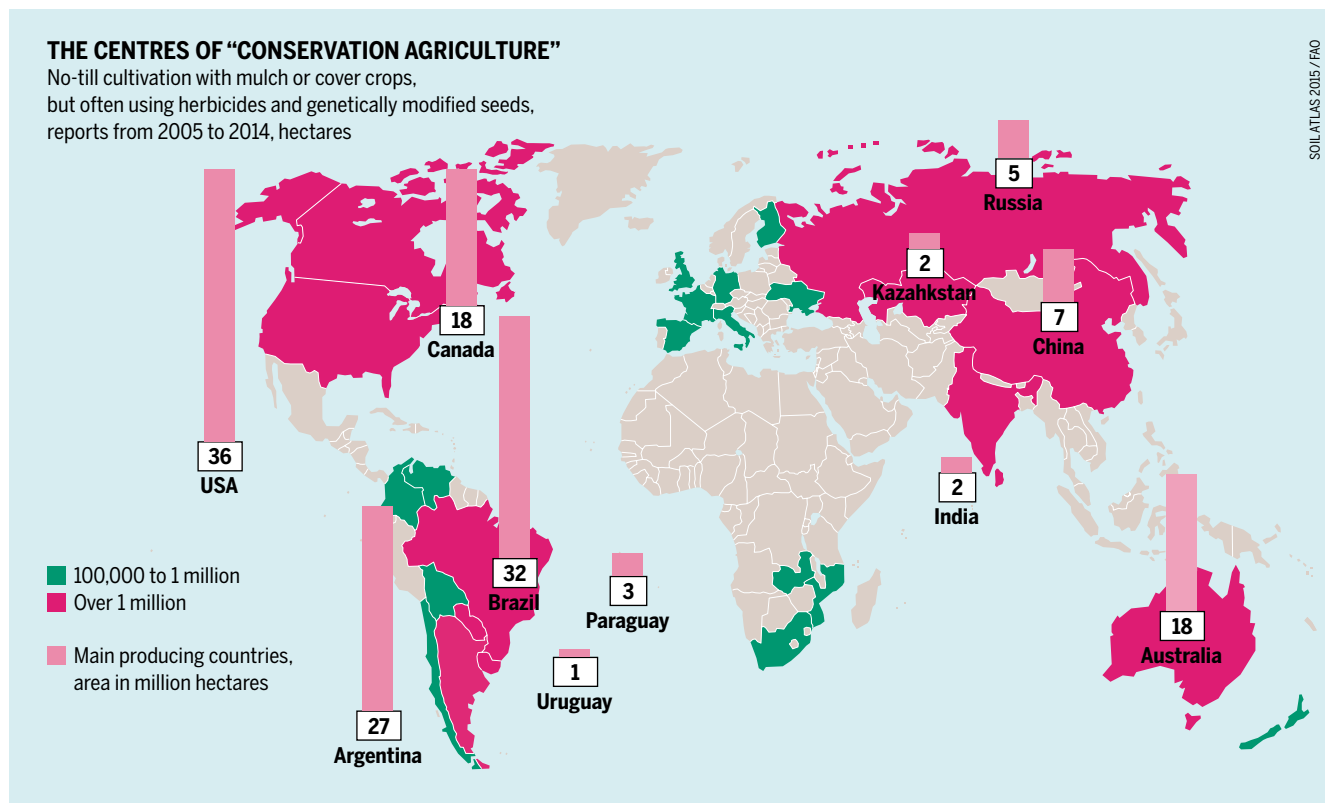 THE CENTRES OF “CONSERVATION AGRICULTURE”
No-till cultivation with mulch or cover crops,
but often using herbicides and genetically modified seeds,
reports from 2005 to 2014, hectares
SOIL ATLAS 2015 / FAO
5
Russia
2
Kazahkstan
7
China
18
Canada
36
USA
2
India
32
Brazil
3
Paraguay
18
Australia
1
Uruguay
27
Argentina
100,000 to 1 million
Over 1 million
Main producing countries,
area in million hectares